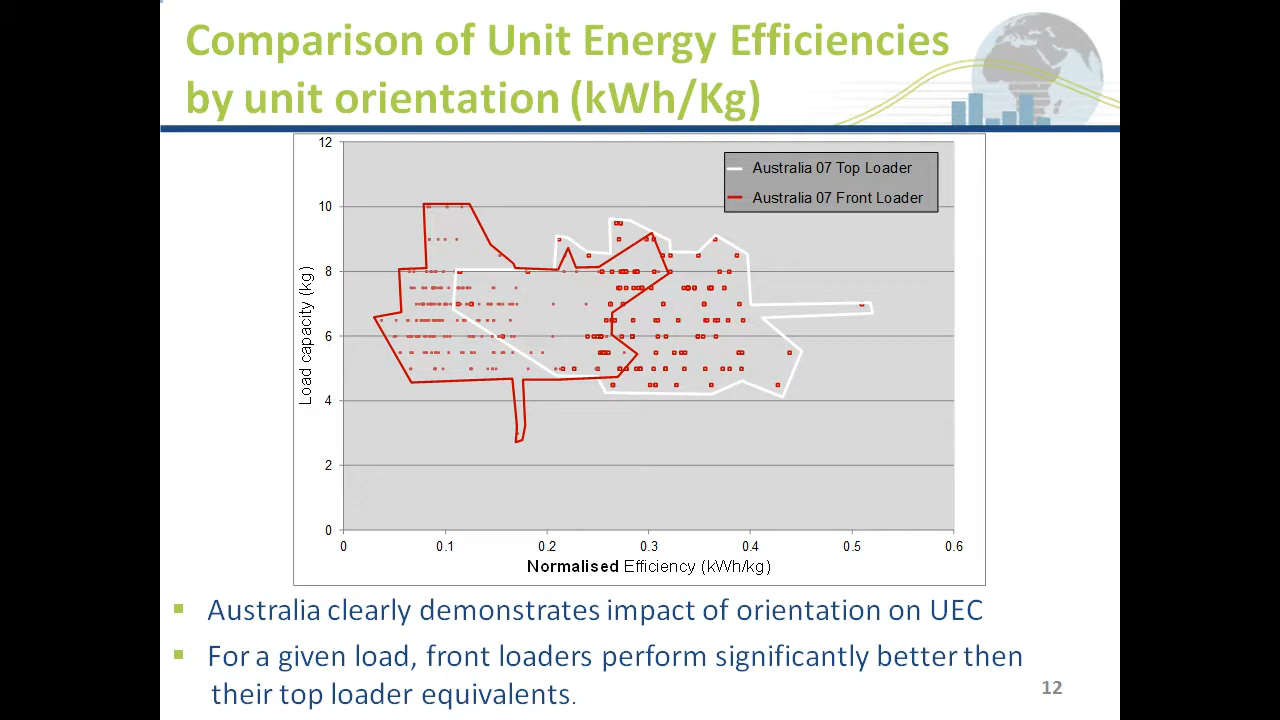 Comparison of Unit Energy Efficiencies
by unit orientation (kWh/Kg)
12
10
8
6
4
2
0
Load capacity (kg)
Australia 07 Top Loader
Australia 07 Front Loader
0 0.1 0.2 0.3 0.4 0.5 0.6
Normalised Efficiency (kWh/kg)
Australia clearly demonstrates impact of orientation on UEC
For a given load, front loaders perform significantly better then
their top loader equivalents.
12